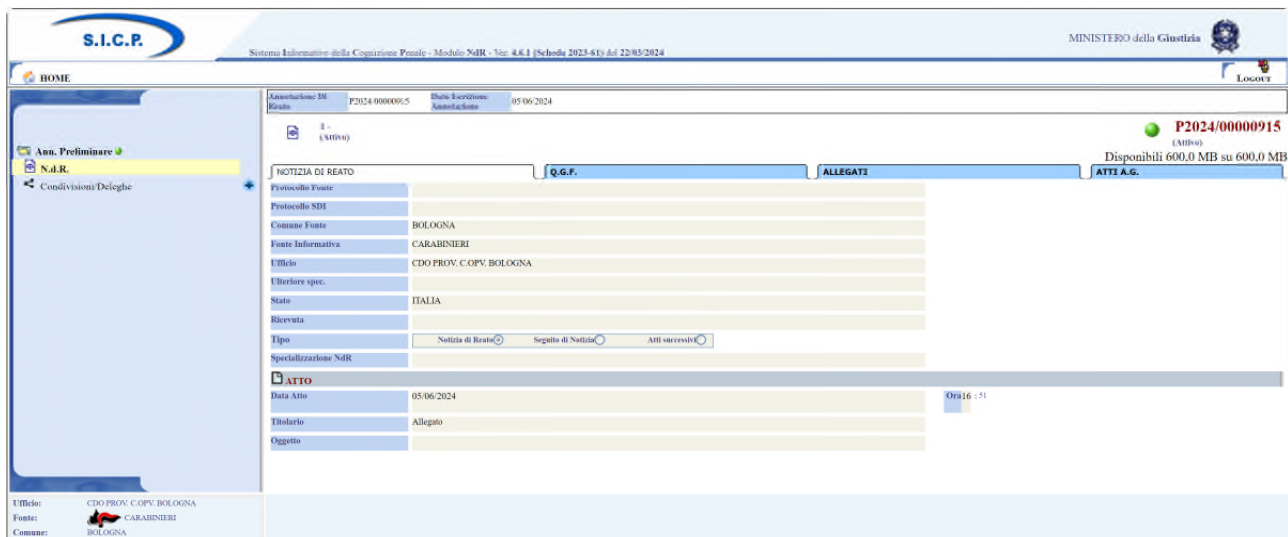 S.I.C.P.
Sistema Informativo della Cognizione Penale - Modulo NdR - Ver. 4.6.1 (Schede 2023-61) del 22/03/2024
MINISTERO della Giustizia
HOME
LOGOUT
Annotazione Di Reato P2024/00000915 Data Iscrizione Annotazione 05/06/2024
1 - (Attivo)
P2024/00000915
(Attivo)
Disponibili 600,0 MB su 600,0 MB
Ann. Preliminare
N.d.R.
Condivisioni/Deleghe
NOTIZIA DI REATO Q.G.F. ALLEGATI ATTI A.G.
Protocollo Fonte
Protocollo SDI
Comune Fonte BOLOGNA
Fonte Informativa CARABINIERI
Ufficio CDO PROV. C.OPV. BOLOGNA
Ulteriore spec.
Stato ITALIA
Ricevuta
Tipo Notizia di Reato Seguito di Notizia Atti successivi
Specializzazione NdR
ATTO
Data Atto 05/06/2024 Ora 16 : 51
Titolario Allegato
Oggetto
Ufficio: CDO PROV. C.OPV. BOLOGNA
Fonte: CARABINIERI
Comune: BOLOGNA